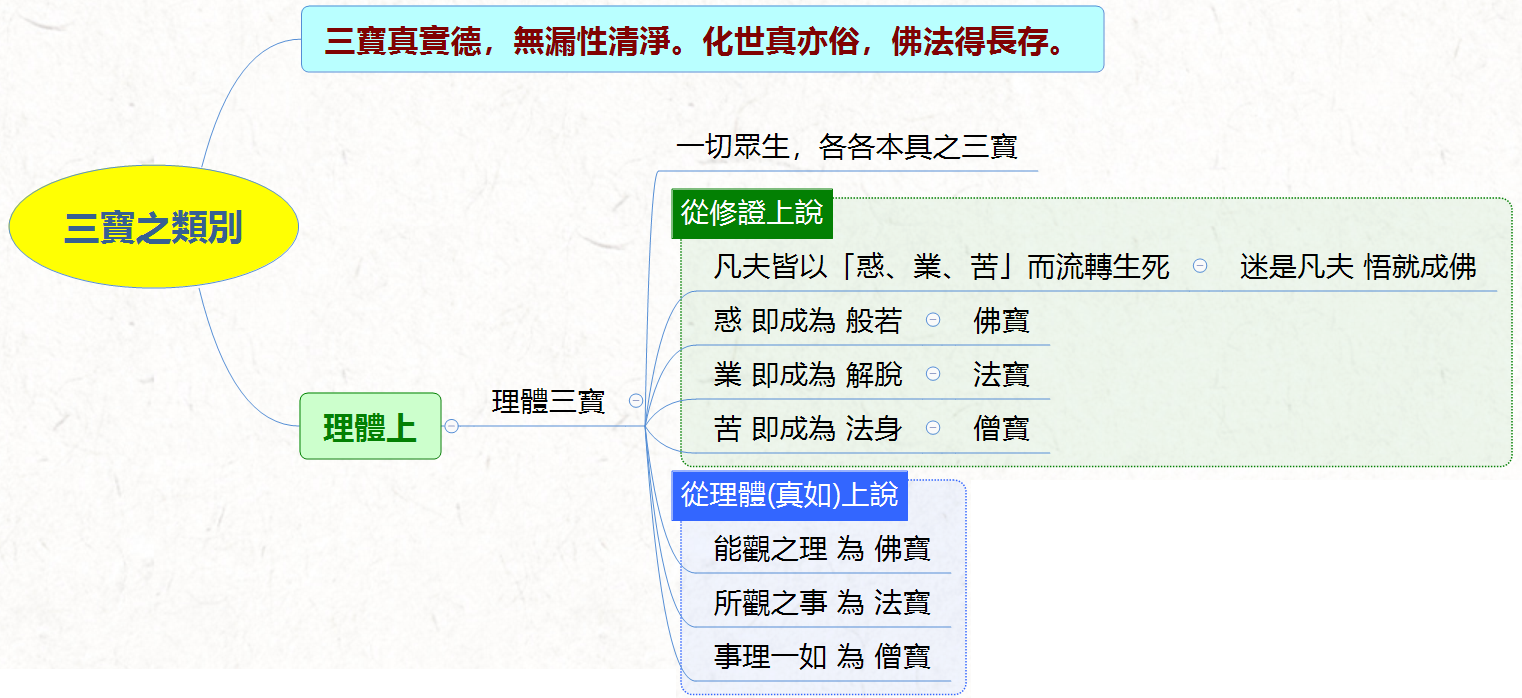 三寶真實德，無漏性清淨。化世真亦俗，佛法得長存。
三寶之類別
理體上
理體三寶
一切眾生，各各本具之三寶
從修證上說
凡夫皆以「惑、業、苦」而流轉生死 迷是凡夫 悟就成佛
惑 即成為 般若 佛寶
業 即成為 解脫 法寶
苦 即成為 法身 僧寶
從理體(真如)上說
能觀之理 為 佛寶
所觀之事 為 法寶
事理一如 為 僧寶